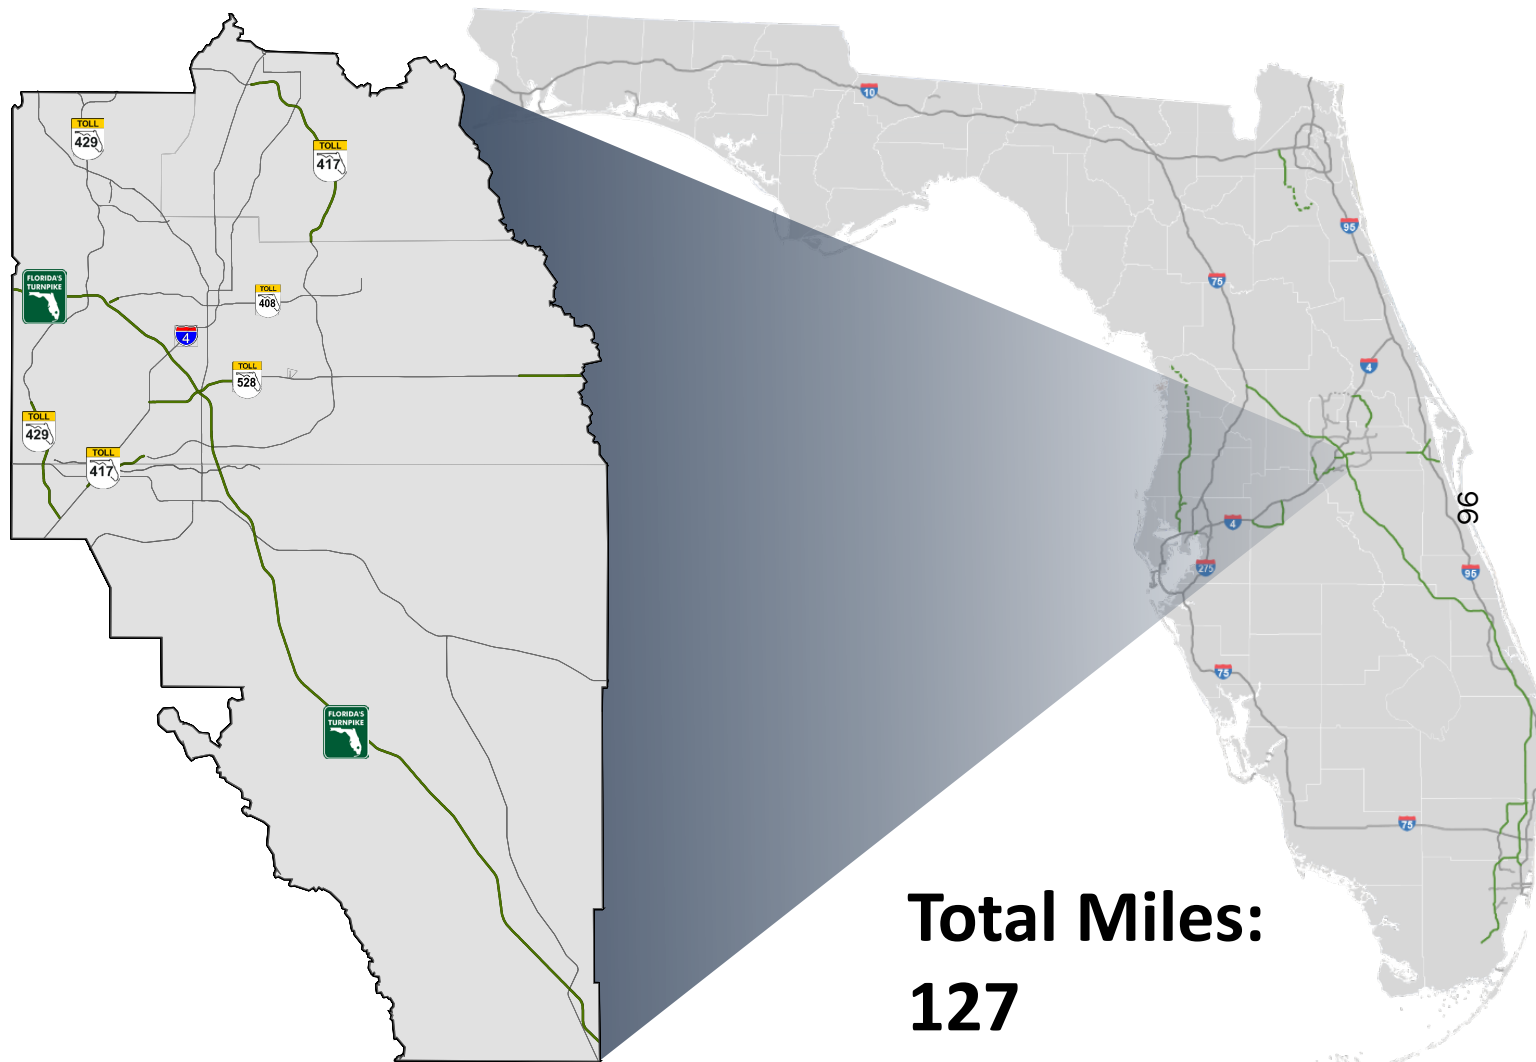 TOLL
429
TOLL
417
FLORIDA'S
TURNPIKE
TOLL
408
4
TOLL
528
TOLL
429
TOLL
417
FLORIDA'S
TURNPIKE
10
95
75
4
4
275
96
95
75
75
Total Miles:
127